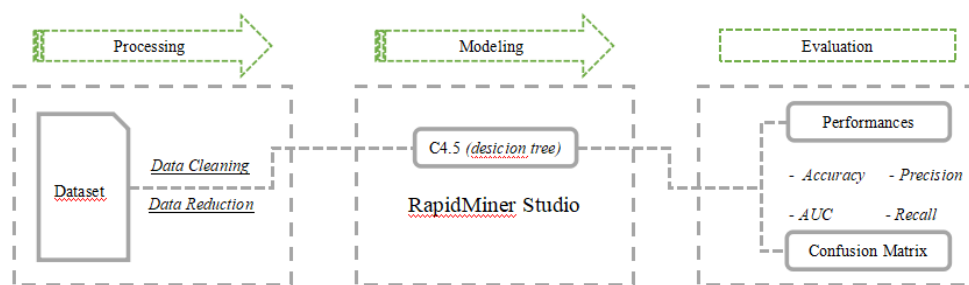 Processing
Modeling
Evaluation
Dataset
Data Cleaning
Data Reduction
C4.5 (desicion tree)
RapidMiner Studio
Performances
- Accuracy - Precision
- AUC - Recall
Confusion Matrix